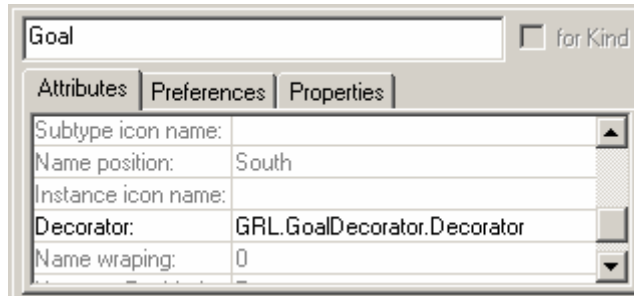 Goal
for Kind
Attributes Preferences Properties
Subtype icon name:
Name position: South
Instance icon name:
Decorator: GRL.GoalDecorator.Decorator
Name wraping: 0